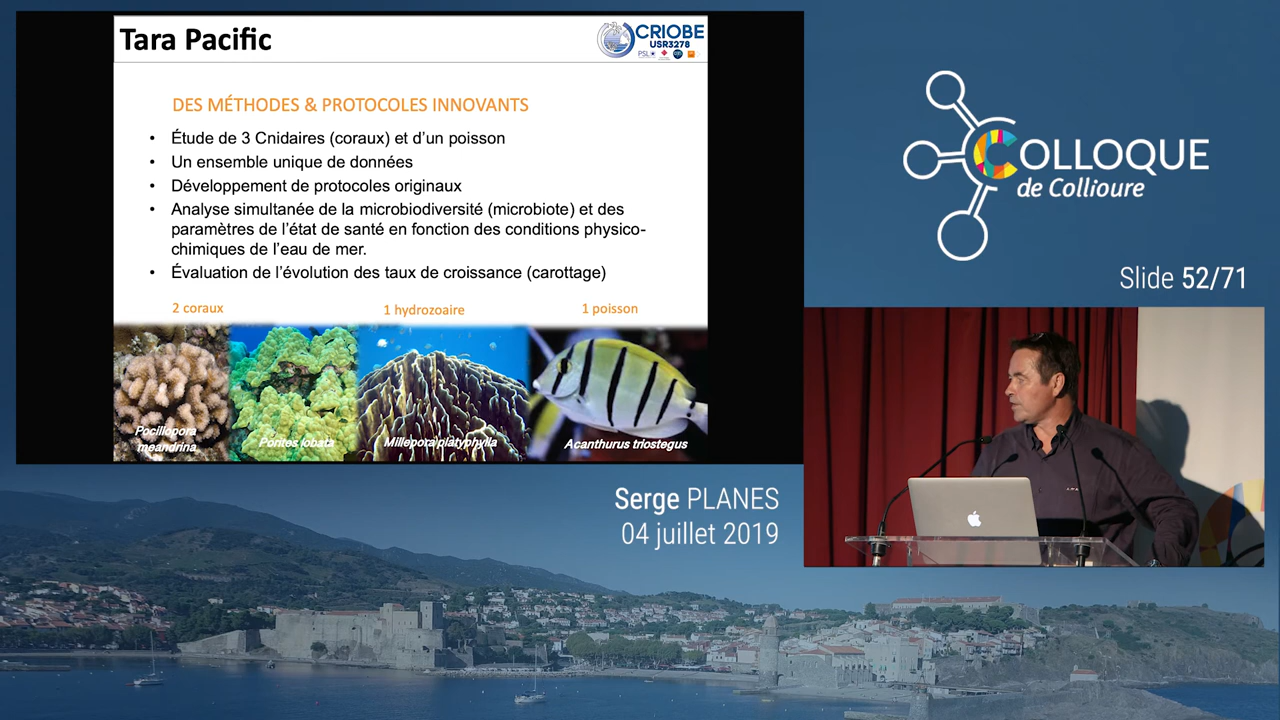 Tara Pacific
CRIOBE
USR3278
PSL
DES MÉTHODES & PROTOCOLES INNOVANTS
• Étude de 3 Cnidaires (coraux) et d'un poisson
• Un ensemble unique de données
• Développement de protocoles originaux
• Analyse simultanée de la microbiodiversité (microbiote) et des
paramètres de l'état de santé en fonction des conditions physico-
chimiques de l'eau de mer.
• Évaluation de l'évolution des taux de croissance (carottage)
2 coraux
1 hydrozoaire
1 poisson
Pocillopora
meandrina
Porites lobata
Millepora platyphylla
Acanthurus triostegus
COLLOQUE
de Collioure
Slide 52/71
Serge PLANES
04 juillet 2019